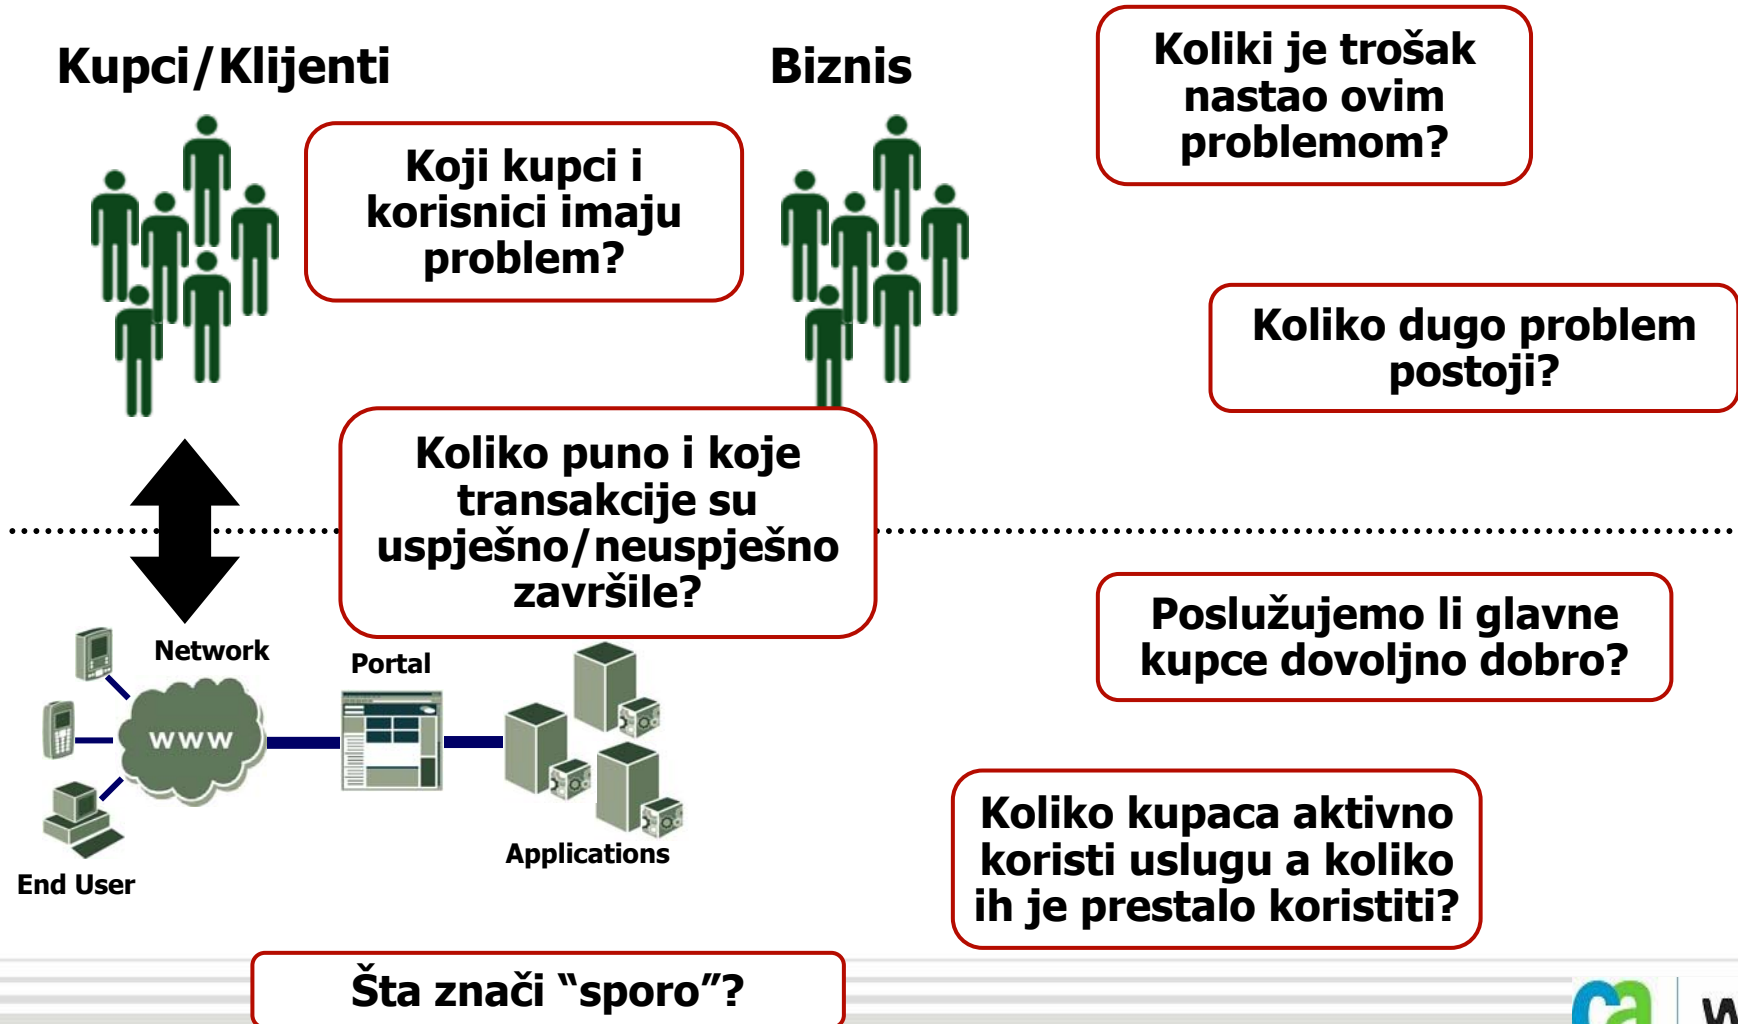 Kupci/Klijenti
Biznis
Koliki je trošak
nastao ovim
problemom?
Koji kupci i
korisnici imaju
problem?
Koliko dugo problem
postoji?
Koliko puno i koje
transakcije su
uspješno/neuspješno
završile?
Poslužujemo li glavne
kupce dovoljno dobro?
Network
Portal
www
Applications
End User
Koliko kupaca aktivno
koristi uslugu a koliko
ih je prestalo koristiti?
Šta znači “sporo”?
ca